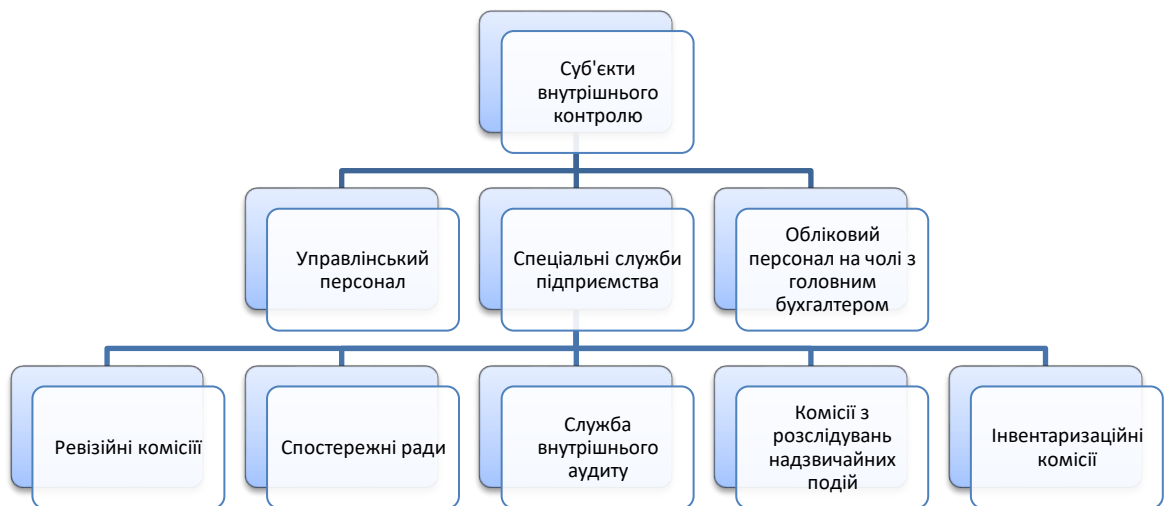 Суб'єкти
внутрішнього
контролю
Управлінський
персонал
Спеціальні служби
підприємства
Обліковий
персонал на чолі з
головним
бухгалтером
Ревізійні комісіїї
Спостережні ради
Служба
внутрішнього
аудиту
Комісії з
розслідувань
надзвичайних
подій
Інвентаризаційні
комісії